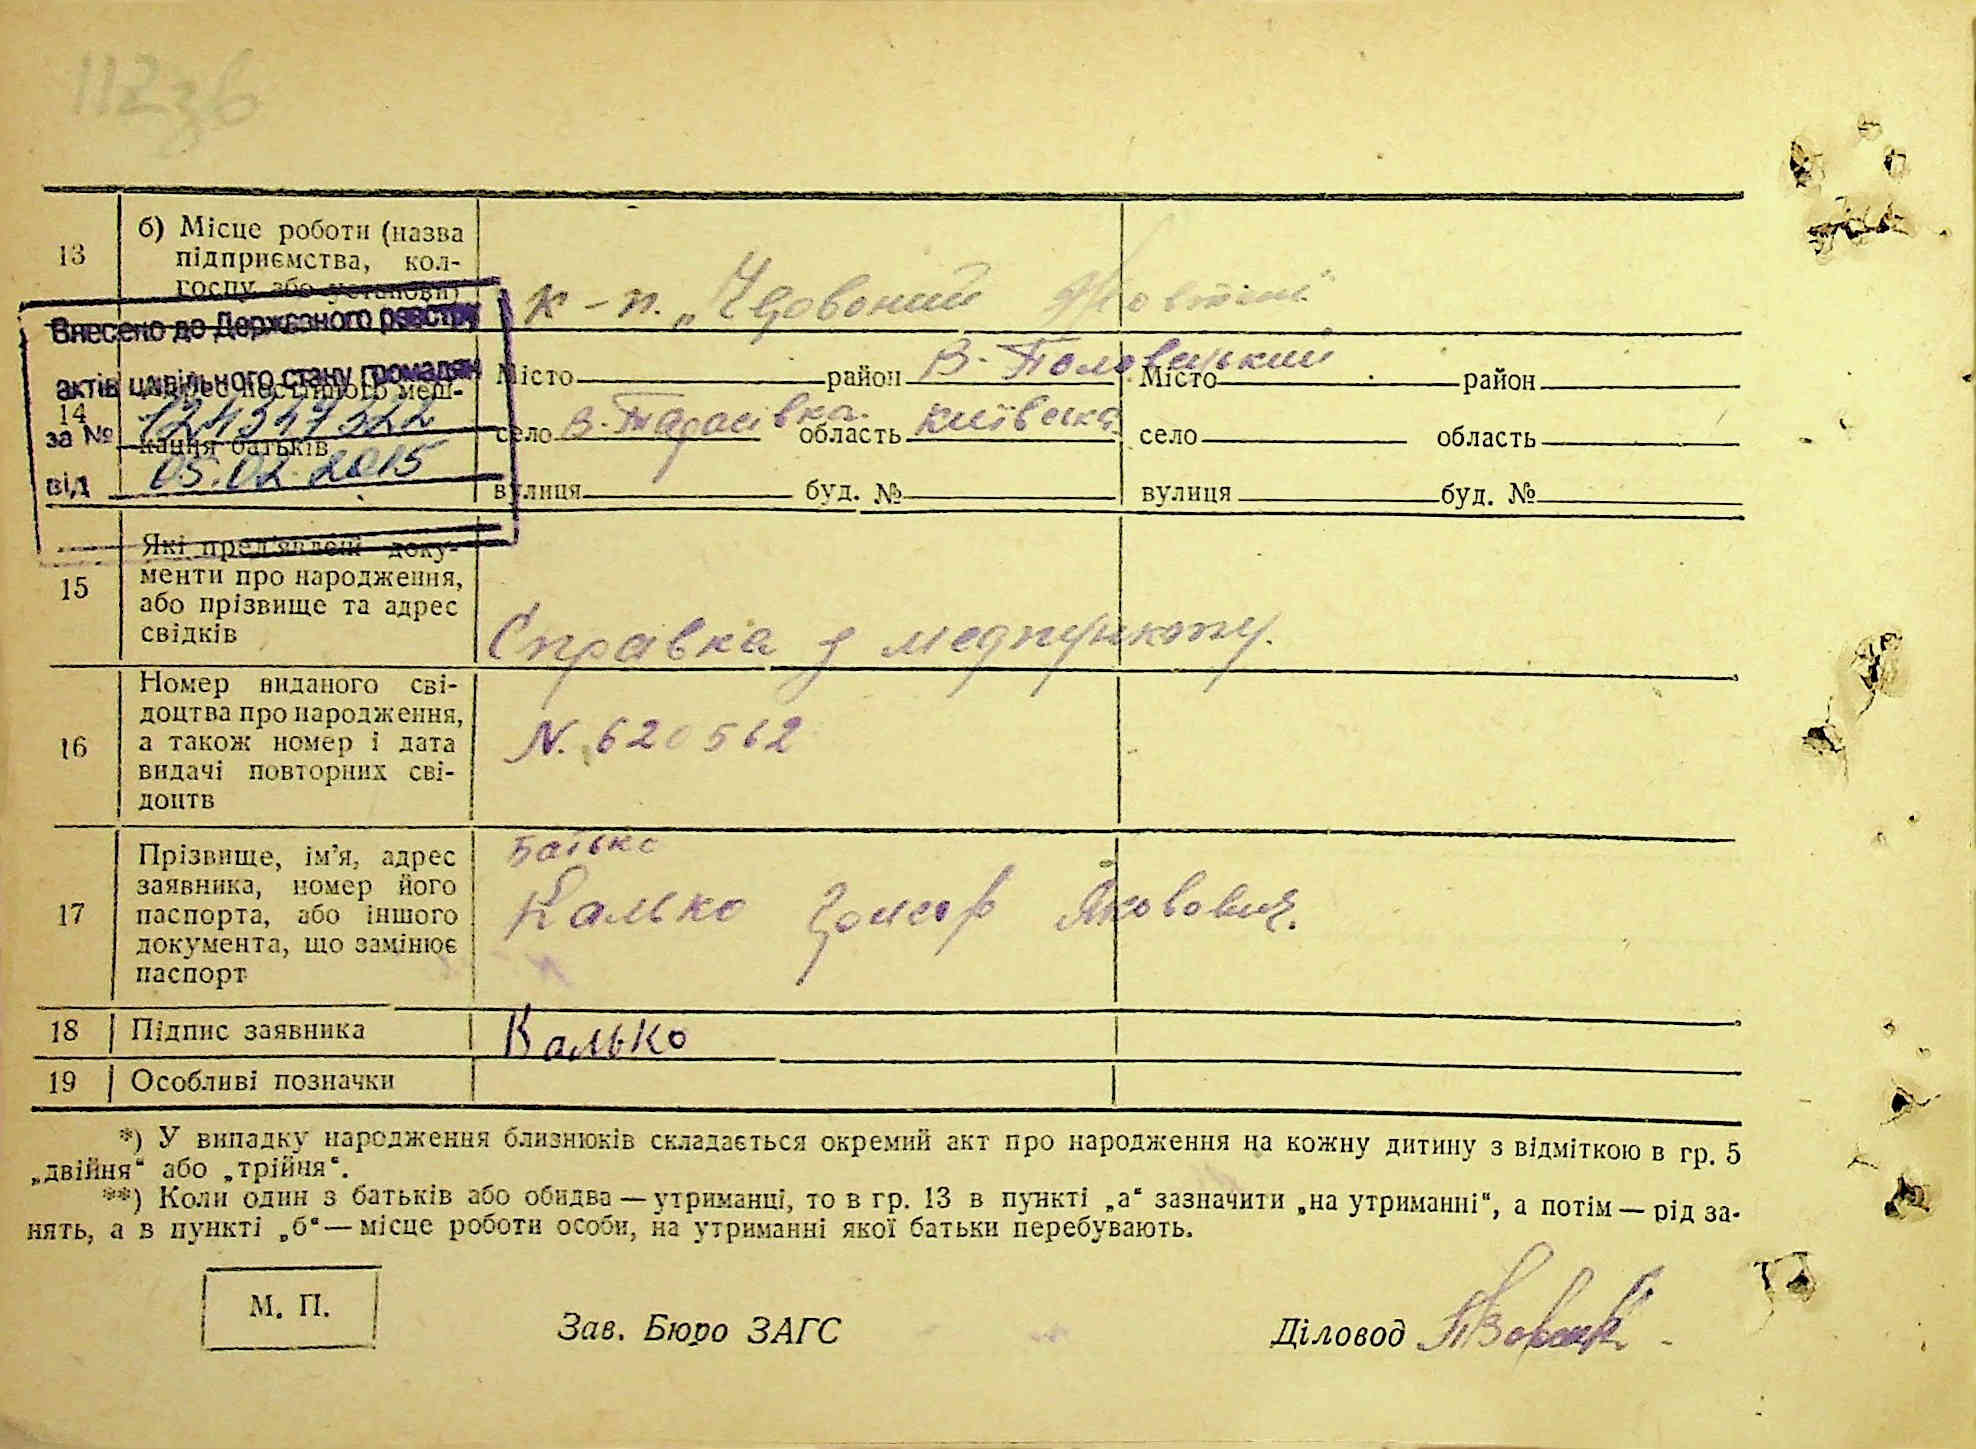 112зв
13
б) Місце роботи (назва
підприємства, кол-
госпу або установи)
к-п. „Червоний Жовтень"
Внесено до Державного реєстру
актів цивільного стану громадян
за №
від 05.02.2015
14
Адрес постійного меш-
кання батьків
Місто район В-Половецький
село В-Тарасівка область київська
вулиця буд. №
Місто район
село область
вулиця буд. №
15
Які пред'явлені доку-
менти про народження,
або прізвище та адрес
свідків
Справка з медпункту.
16
Номер виданого сві-
доцтва про народження,
а також номер і дата
видачі повторних сві-
доцтв
N. 620562
17
Прізвище, ім'я, адрес
заявника, номер його
паспорта, або іншого
документа, що замінює
паспорт
Батько
Калько Яковович.
18 Підпис заявника
Калько
19 Особливі позначки
*) У випадку народження близнюків складається окремий акт про народження на кожну дитину з відміткою в гр. 5
„двійня" або „трійня".
**) Коли один з батьків або обидва — утриманці, то в гр. 13 в пункті „а" зазначити „на утриманні", а потім — рід за-
нять, а в пункті „б" — місце роботи особи, на утриманні якої батьки перебувають.
М. П.
Зав. Бюро ЗАГС
Діловод